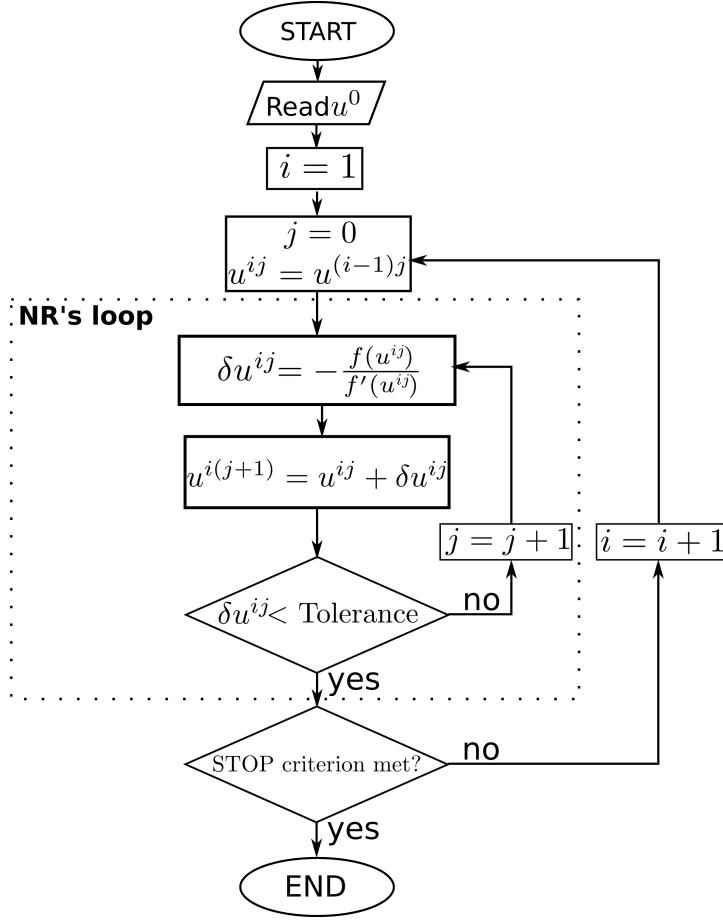 START
Read u^0
i = 1
j = 0
u^{ij} = u^{(i-1)j}
NR's loop
δu^{ij} = -\frac{f(u^{ij})}{f'(u^{ij})}
u^{i(j+1)} = u^{ij} + δu^{ij}
j = j + 1
i = i + 1
δu^{ij} < Tolerance
no
yes
STOP criterion met?
no
yes
END